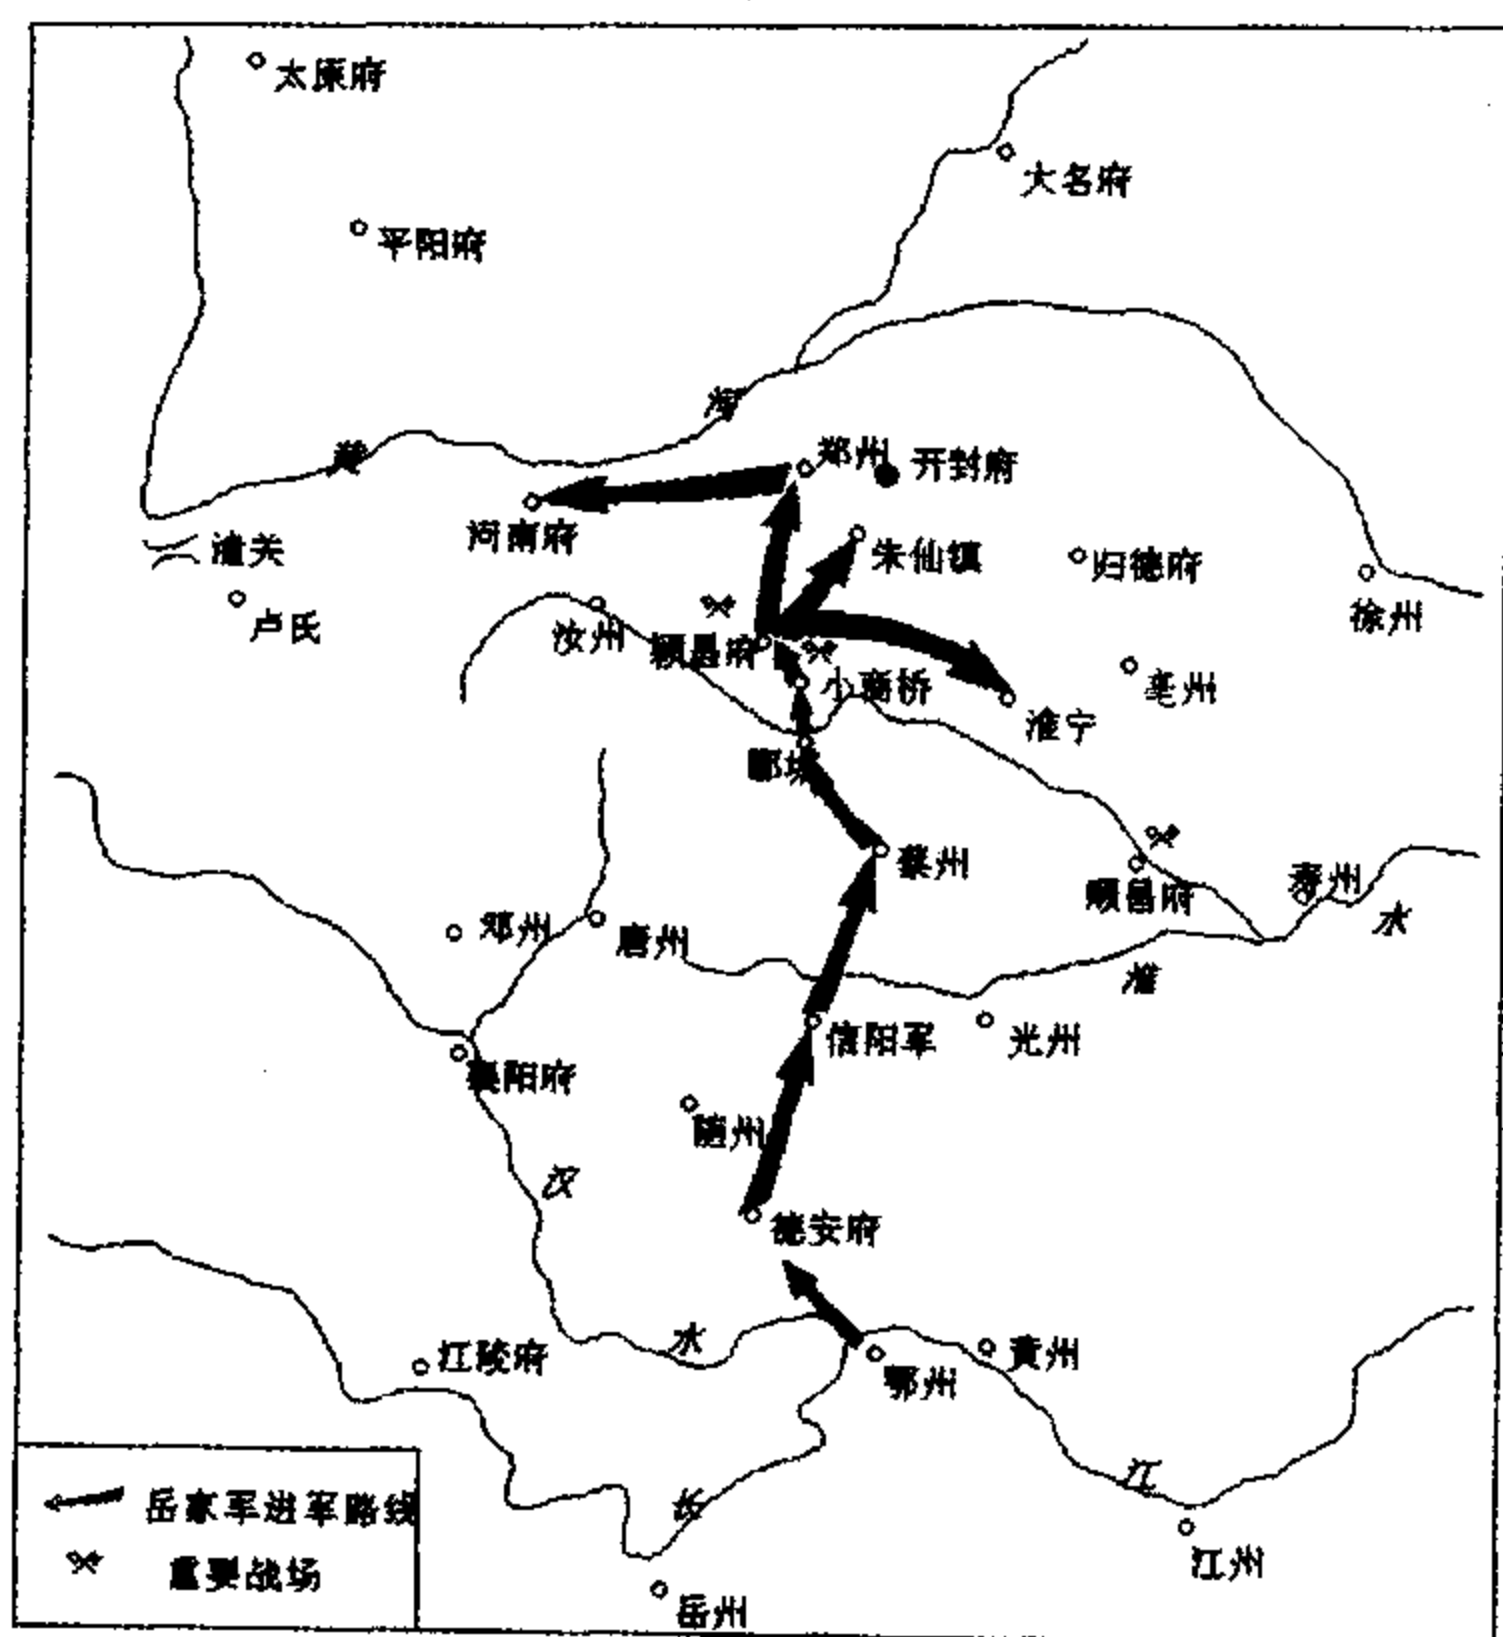 太原府
大名府
平阳府
河
黄
郑州
开封府
河南府
潼关
朱仙镇
归德府
卢氏
汝州
颍昌府
徐州
小商桥
亳州
淮宁
郾城
蔡州
顺昌府
寿州
水
邓州
唐州
淮
信阳军
光州
襄阳府
随州
汉
德安府
水
江陵府
鄂州
黄州
江
岳家军进军路线
长
重要战场
江州
岳州